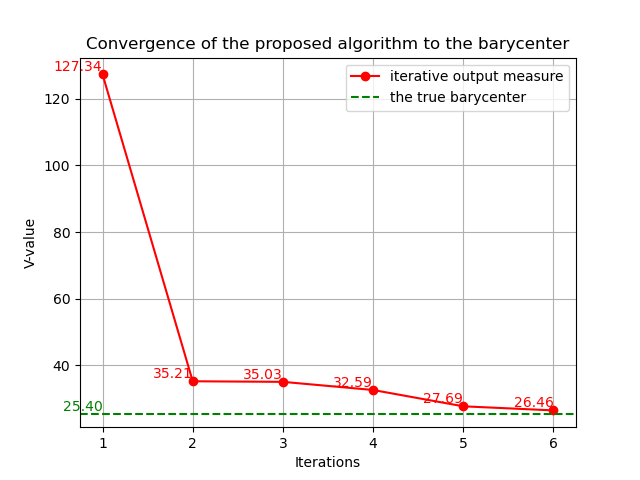 Convergence of the proposed algorithm to the barycenter
iterative output measure
the true barycenter
127.34
35.21
35.03
32.59
27.69
26.46
25.40
120
100
80
60
40
V-value
1 2 3 4 5 6
Iterations